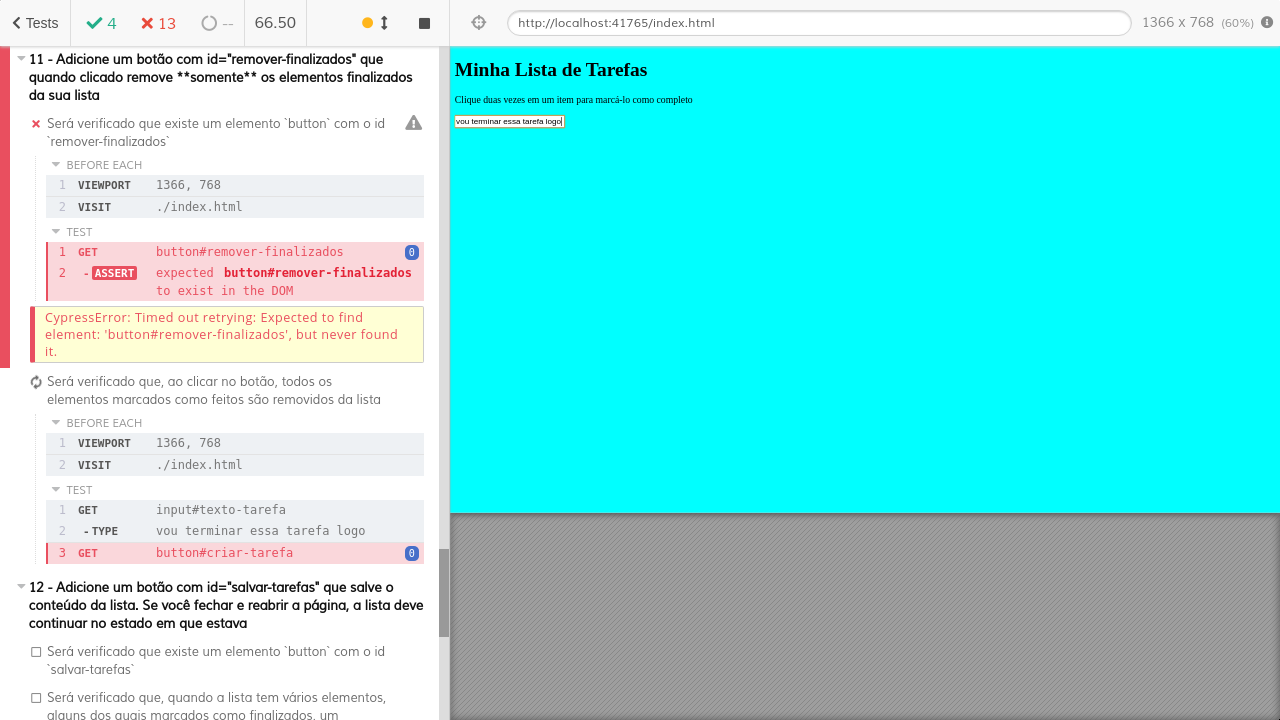 Tests
4
13
--
66.50
http://localhost:41765/index.html
1366 x 768 (60%)
11 - Adicione um botão com id="remover-finalizados" que
quando clicado remove **somente** os elementos finalizados
da sua lista
Será verificado que existe um elemento `button` com o id
`remover-finalizados`
BEFORE EACH
1 VIEWPORT 1366, 768
2 VISIT ./index.html
TEST
1 GET button#remover-finalizados 0
2 -ASSERT expected button#remover-finalizados
to exist in the DOM
CypressError: Timed out retrying: Expected to find
element: 'button#remover-finalizados', but never found
it.
Será verificado que, ao clicar no botão, todos os
elementos marcados como feitos são removidos da lista
BEFORE EACH
1 VIEWPORT 1366, 768
2 VISIT ./index.html
TEST
1 GET input#texto-tarefa
2 -TYPE vou terminar essa tarefa logo
3 GET button#criar-tarefa 0
12 - Adicione um botão com id="salvar-tarefas" que salve o
conteúdo da lista. Se você fechar e reabrir a página, a lista deve
continuar no estado em que estava
Será verificado que existe um elemento `button` com o id
`salvar-tarefas`
Será verificado que, quando a lista tem vários elementos,
alguns dos quais marcados como finalizados, um
Minha Lista de Tarefas
Clique duas vezes em um item para marcá-lo como completo
vou terminar essa tarefa logo